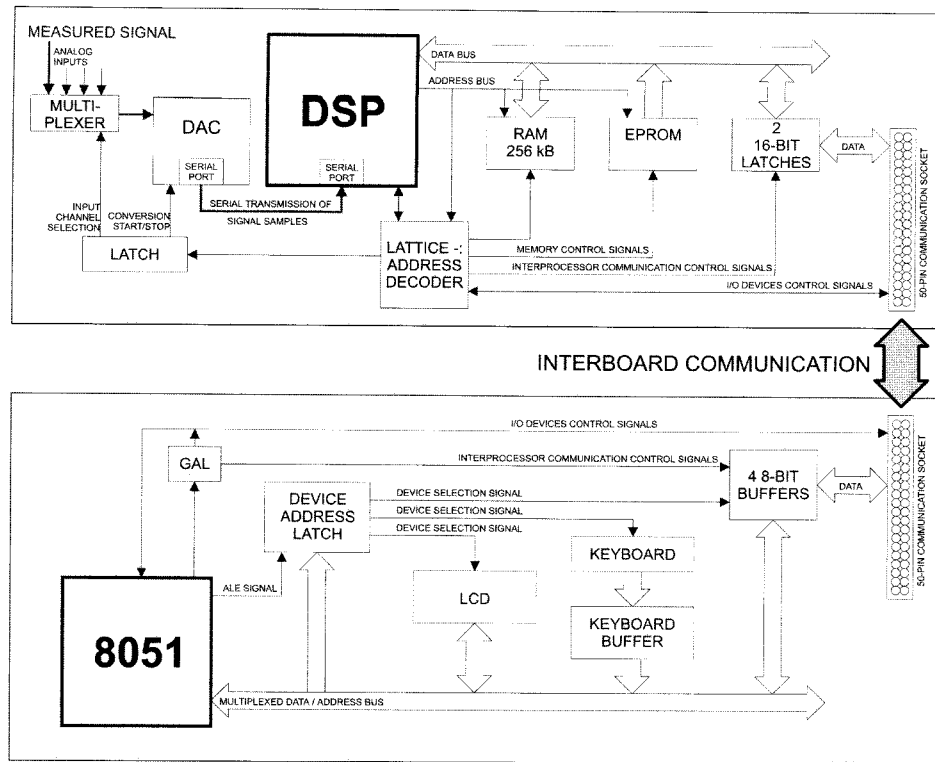 MEASURED SIGNAL
ANALOG
INPUTS
MULTI-
PLEXER
DAC
SERIAL
PORT
DSP
SERIAL
PORT
DATA BUS
ADDRESS BUS
RAM
256 kB
EPROM
2
16-BIT
LATCHES
DATA
50-PIN COMMUNICATION SOCKET
INPUT
CHANNEL
SELECTION
CONVERSION
START/STOP
SERIAL TRANSMISSION OF
SIGNAL SAMPLES
LATCH
LATTICE -:
ADDRESS
DECODER
MEMORY CONTROL SIGNALS
INTERPROCESSOR COMMUNICATION CONTROL SIGNALS
I/O DEVICES CONTROL SIGNALS
INTERBOARD COMMUNICATION
I/O DEVICES CONTROL SIGNALS
GAL
INTERPROCESSOR COMMUNICATION CONTROL SIGNALS
4 8-BIT
BUFFERS
DATA
50-PIN COMMUNICATION SOCKET
DEVICE
ADDRESS
LATCH
DEVICE SELECTION SIGNAL
DEVICE SELECTION SIGNAL
DEVICE SELECTION SIGNAL
KEYBOARD
ALE SIGNAL
LCD
8051
KEYBOARD
BUFFER
MULTIPLEXED DATA / ADDRESS BUS